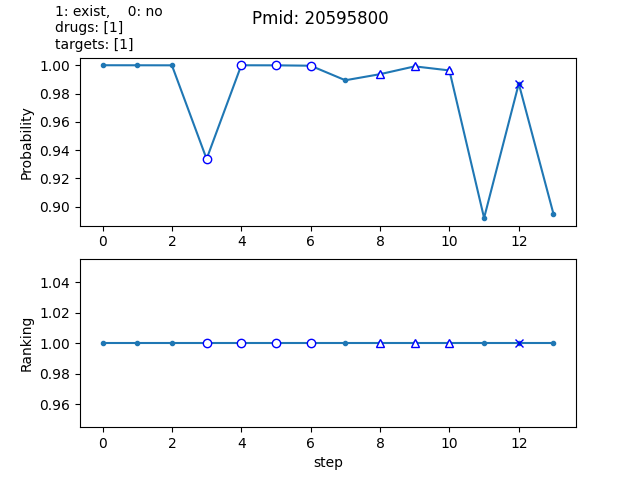 1: exist,    0: no
drugs: [1]
targets: [1]
Pmid: 20595800
Probability
1.00
0.98
0.96
0.94
0.92
0.90
0 2 4 6 8 10 12
Ranking
1.04
1.02
1.00
0.98
0.96
0 2 4 6 8 10 12
step